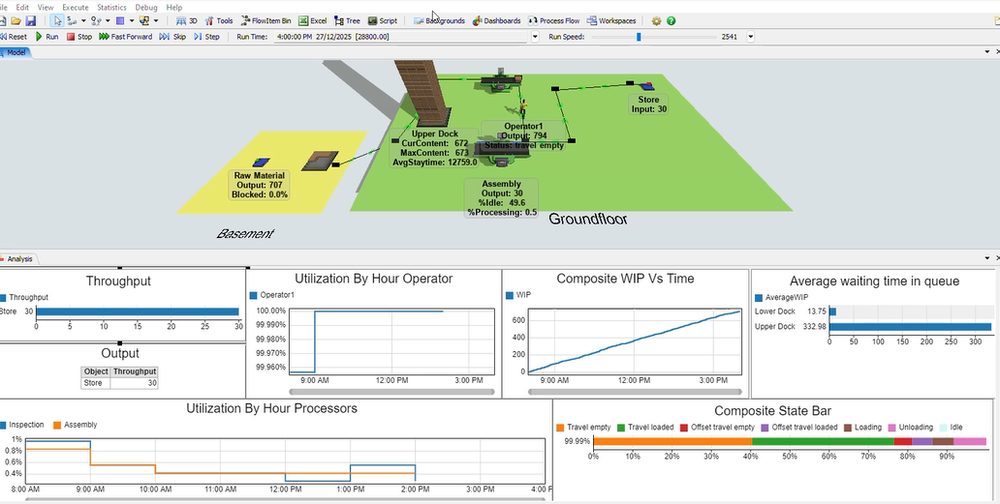 ile Edit View Execute Statistics Debug Help
3D Tools FlowItem Bin Excel Tree Script Backgrounds Dashboards Process Flow Workspaces
Reset Run Stop Fast Forward Skip Step Run Time: 4:00:00 PM 27/12/2025 [28800.00] Run Speed: 2541
Model
Store
Input: 30
Operator1
Output: 794
Status: travel empty
Upper Dock
CurContent: 672
MaxContent: 673
AvgStaytime: 12759.0
Raw Material
Output: 707
Blocked: 0.0%
Assembly
Output: 30
%Idle: 49.6
%Processing: 0.5
Groundfloor
Basement
Analysis
Throughput
Throughput
Store 30
0 5 10 15 20 25 30
Output
Object Throughput
Store 30
Utilization By Hour Operator
Operator1
100.00%
99.990%
99.980%
99.970%
99.960%
9:00 AM 12:00 PM 3:00 PM
Composite WIP Vs Time
WIP
600
400
200
0
9:00 AM 12:00 PM 3:00 PM
Average waiting time in queue
AverageWIP
Lower Dock 13.75
Upper Dock 332.98
0 50 100 150 200 250 300
Utilization By Hour Processors
Inspection Assembly
1%
0.8%
0.6%
0.4%
8:00 AM 9:00 AM 10:00 AM 11:00 AM 12:00 PM 1:00 PM 2:00 PM 3:00 PM 4:00 F
Composite State Bar
Travel empty Travel loaded Offset travel empty Offset travel loaded Loading Unloading Idle
99.99%
0% 10% 20% 30% 40% 50% 60% 70% 80% 90%